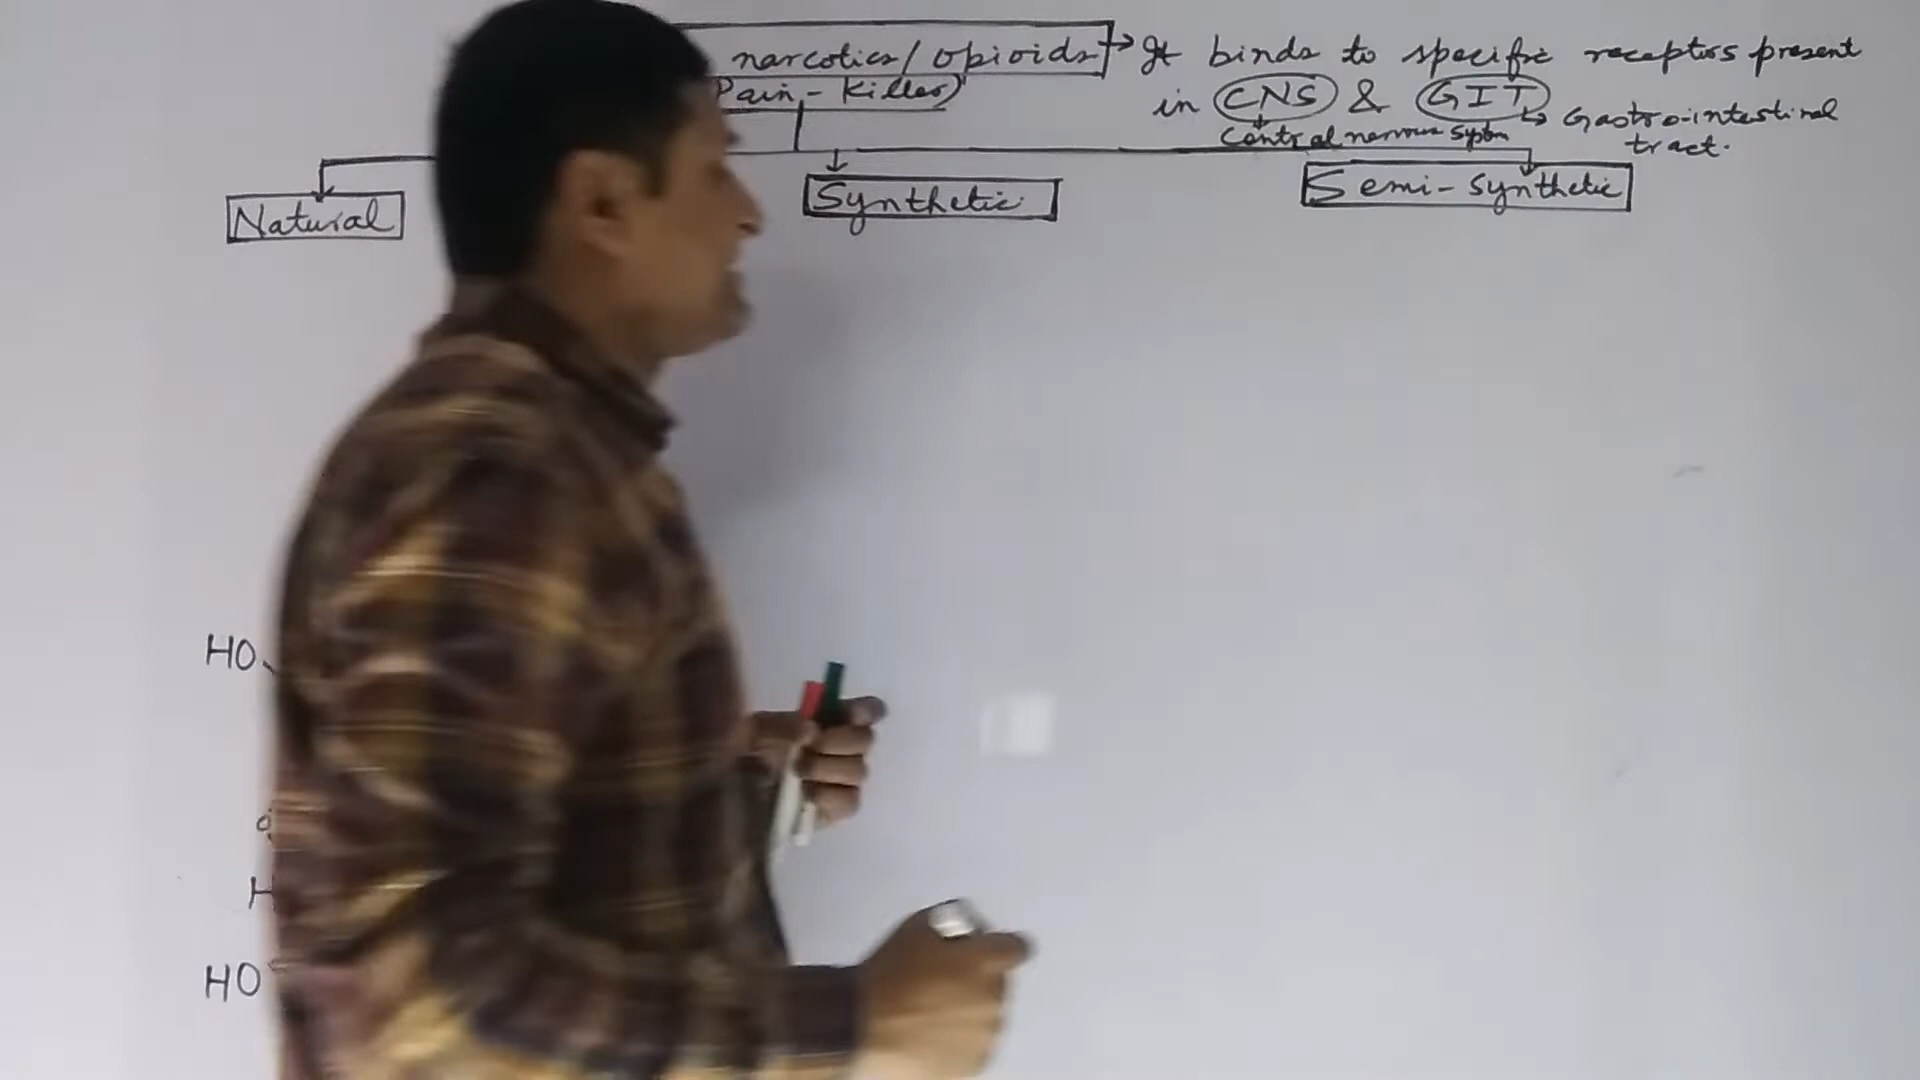 narcotics/opioids → It binds to specific receptors present
Pain-Killer) in CNS & GIT → Gastro-intestinal
Central nervous system tract.
Natural Synthetic Semi-synthetic
HO
H
HO